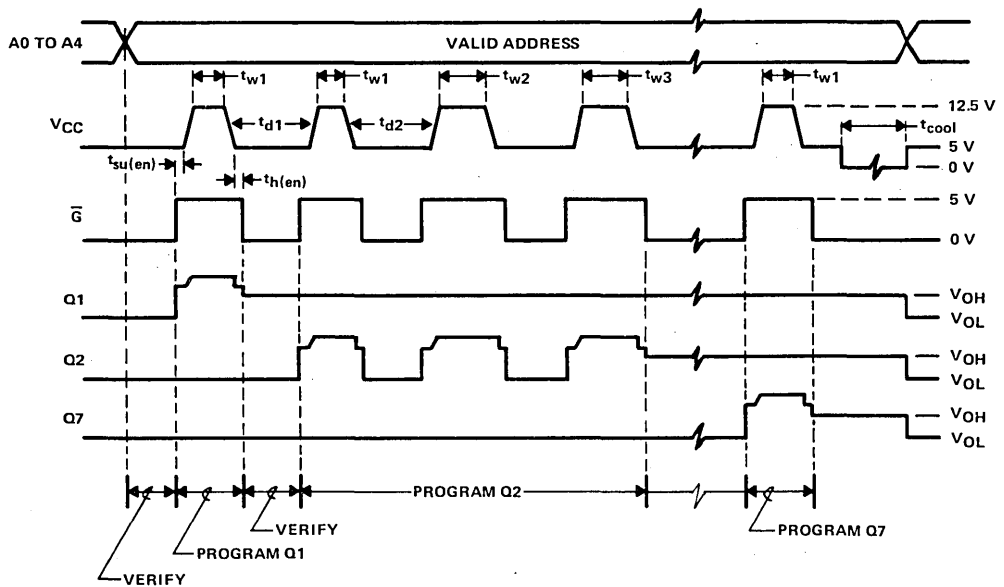 A0 TO A4
VALID ADDRESS
tw1
tw1
tw2
tw3
tw1
12.5 V
VCC
td1
td2
tcool
5 V
0 V
tsu(en)
th(en)
G
5 V
0 V
Q1
VOH
VOL
Q2
VOH
VOL
Q7
VOH
VOL
PROGRAM Q2
VERIFY
PROGRAM Q7
PROGRAM Q1
VERIFY